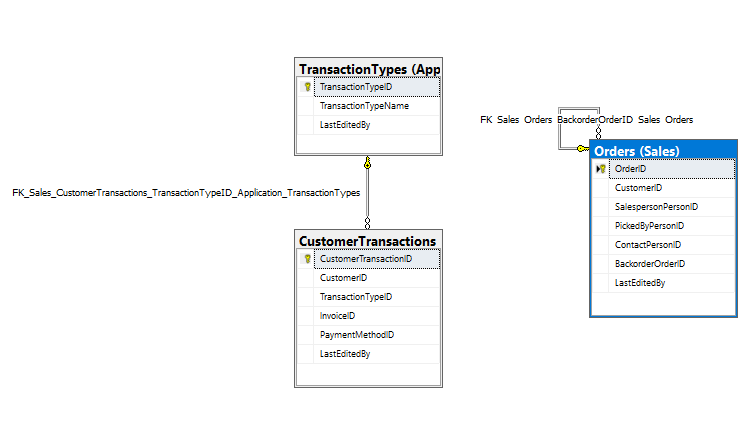 TransactionTypes (App
TransactionTypeID
TransactionTypeName
LastEditedBy
FK_Sales_Orders_BackorderOrderID_Sales_Orders
Orders (Sales)
OrderID
CustomerID
SalespersonPersonID
PickedByPersonID
ContactPersonID
BackorderOrderID
LastEditedBy
FK_Sales_CustomerTransactions_TransactionTypeID_Application_TransactionTypes
CustomerTransactions
CustomerTransactionID
CustomerID
TransactionTypeID
InvoiceID
PaymentMethodID
LastEditedBy